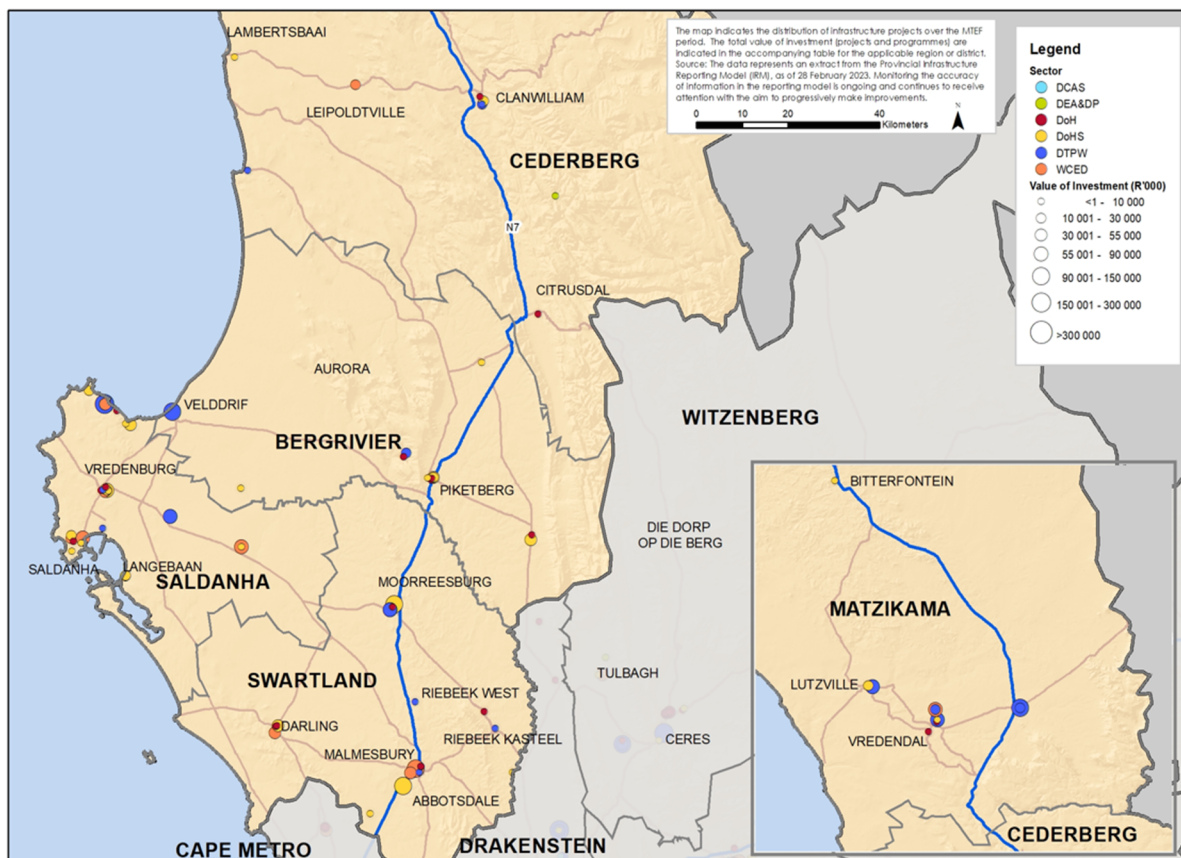 LAMBERTSBAAI
LEIPOLDTVILLE
CLANWILLIAM
CEDERBERG
N7
CITRUSDAL
AURORA
VELDDRIF
BERGRIVIER
VREDENBURG
PIKETBERG
WITZENBERG
DIE DORP
OP DIE BERG
SALDANHA
LANGEBAAN
SALDANHA
MOORREESBURG
SWARTLAND
RIEBEEK WEST
TULBAGH
DARLING
RIEBEEK KASTEEL
CERES
MALMESBURY
ABBOTSDALE
CAPE METRO
DRAKENSTEIN
The map indicates the distribution of infrastructure projects over the MTEF
period. The total value of investment (projects and programmes) are
indicated in the accompanying table for the applicable region or district.
Source: The data represents an extract from the Provincial Infrastructure
Reporting Model (IRM), as of 28 February 2023. Monitoring the accuracy
of information in the reporting model is ongoing and continues to receive
attention with the aim to progressively make improvements.
N
0 10 20 40
Kilometers
Legend
Sector
DCAS
DEA&DP
DoH
DoHS
DTPW
WCED
Value of Investment (R'000)
<1 - 10 000
10 001 - 30 000
30 001 - 55 000
55 001 - 90 000
90 001 - 150 000
150 001 - 300 000
>300 000
BITTERFONTEIN
MATZIKAMA
LUTZVILLE
VREDENDAL
CEDERBERG